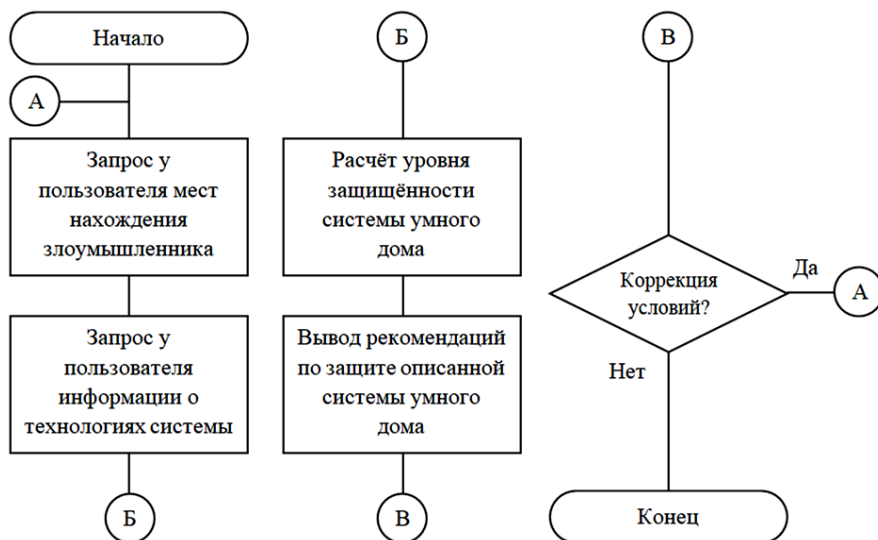 Начало
А
Запрос у
пользователя мест
нахождения
злоумышленника
Запрос у
пользователя
информации о
технологиях системы
Б
Б
Расчёт уровня
защищённости
системы умного
дома
Вывод рекомендаций
по защите описанной
системы умного
дома
В
В
Коррекция
условий?
Да
А
Нет
Конец